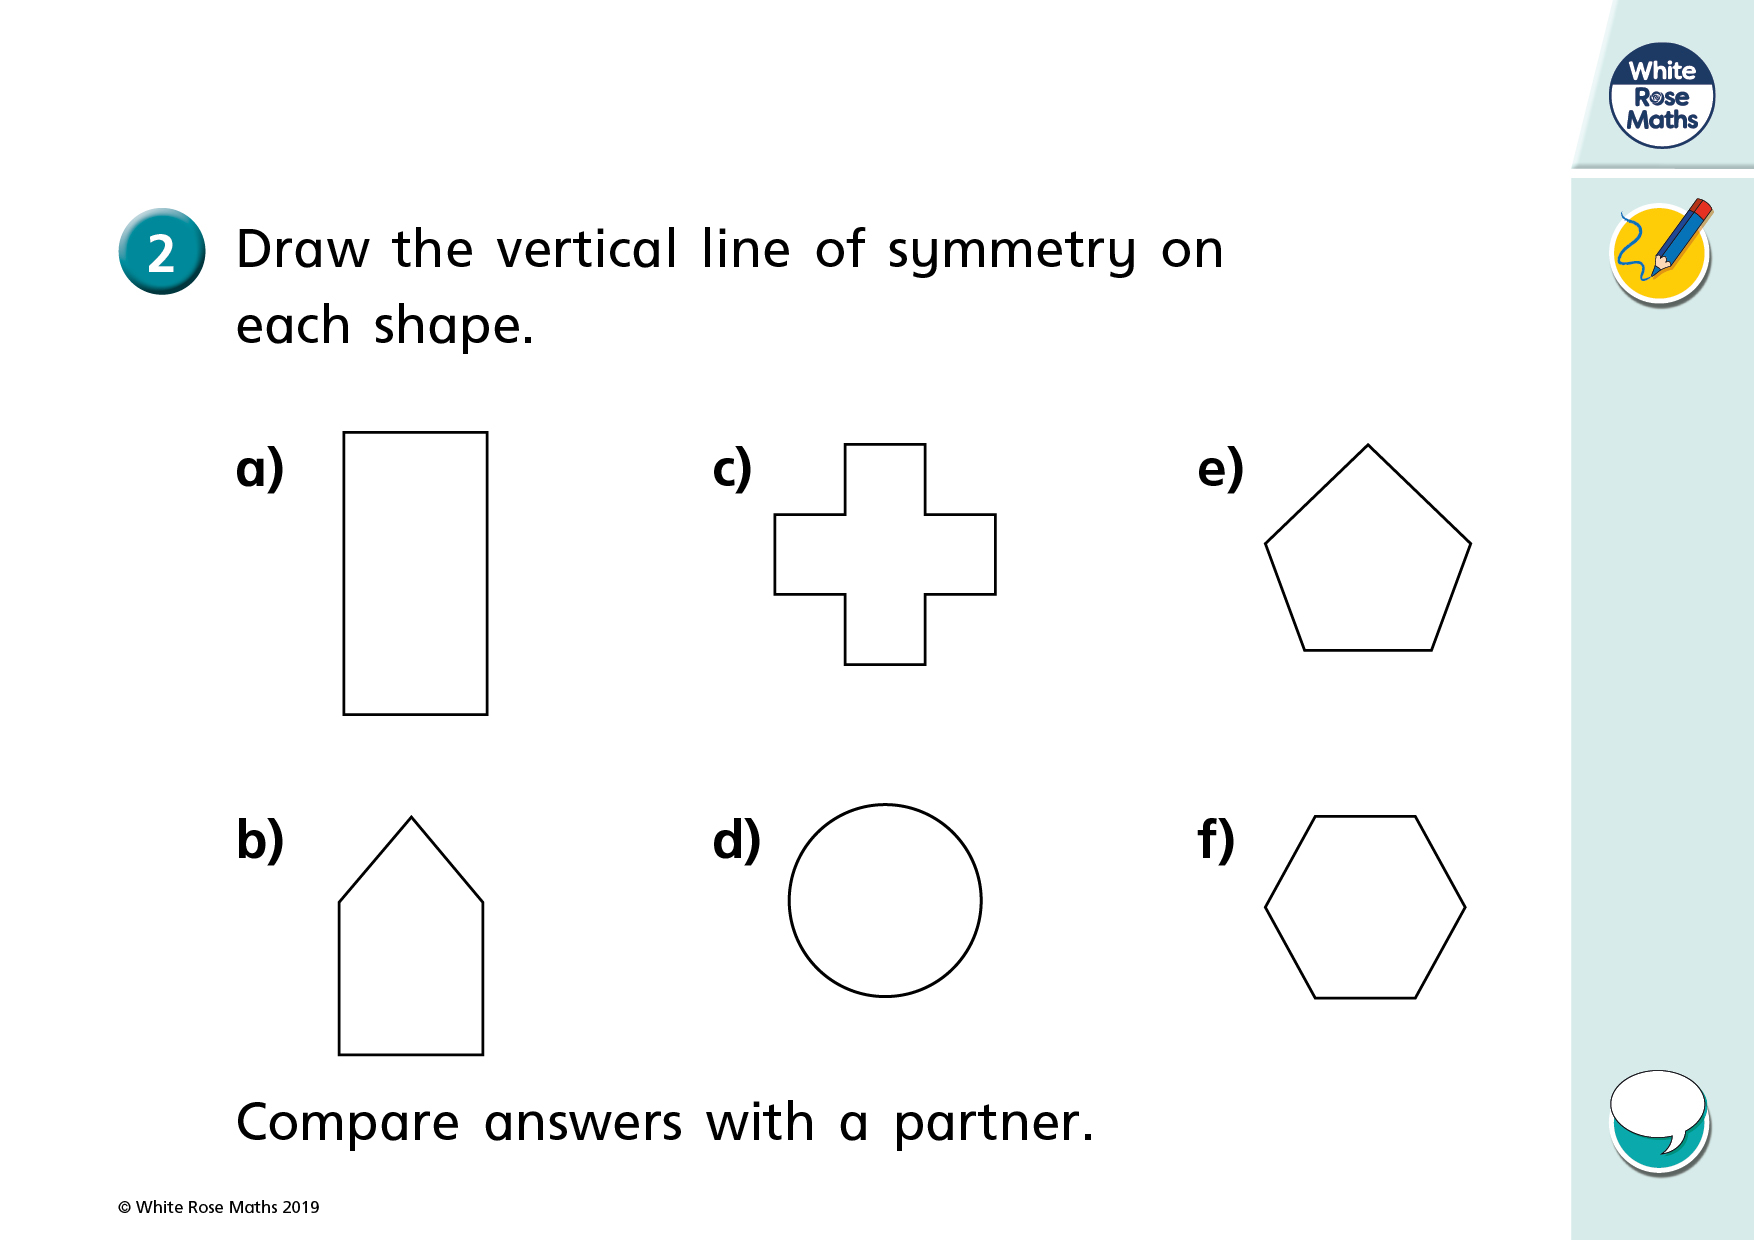 White
Rose
Maths
2 Draw the vertical line of symmetry on
each shape.
a) c) e)
b) d) f)
Compare answers with a partner.
© White Rose Maths 2019